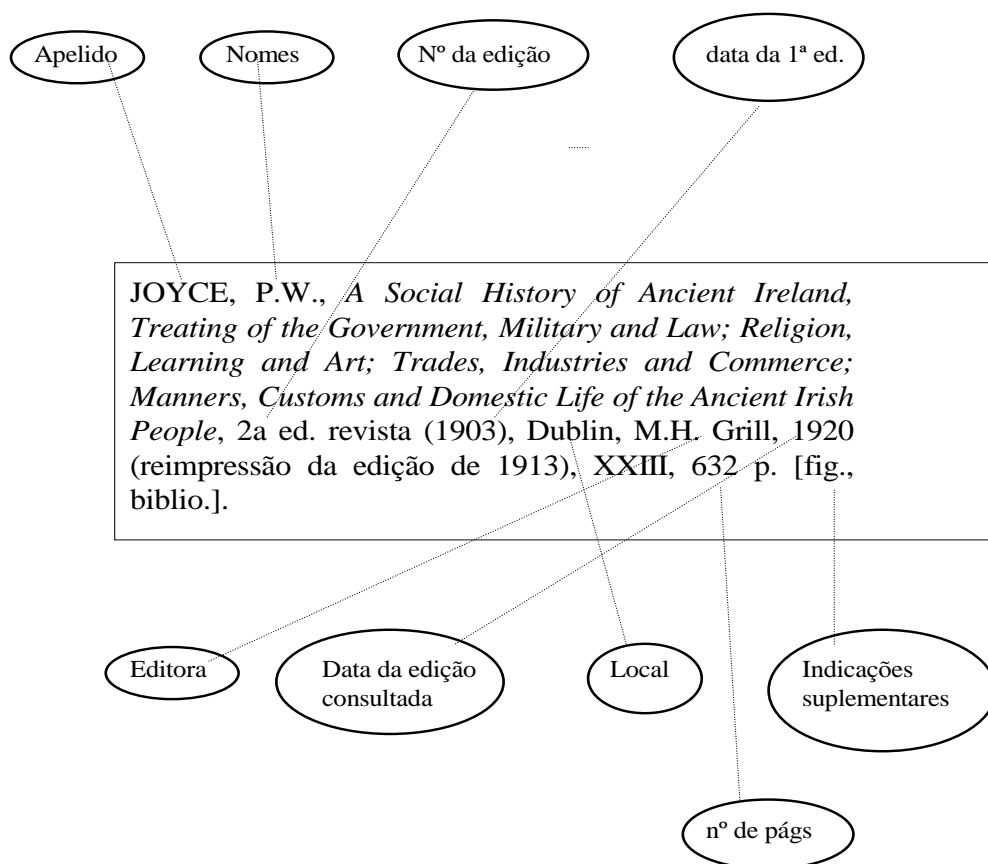 Apelido Nomes Nº da edição data da 1ª ed.
JOYCE, P.W., A Social History of Ancient Ireland,
Treating of the Government, Military and Law; Religion,
Learning and Art; Trades, Industries and Commerce;
Manners, Customs and Domestic Life of the Ancient Irish
People, 2a ed. revista (1903), Dublin, M.H. Grill, 1920
(reimpressão da edição de 1913), XXIII, 632 p. [fig.,
biblio.].
Editora
Data da edição
consultada
Local
Indicações
suplementares
nº de págs